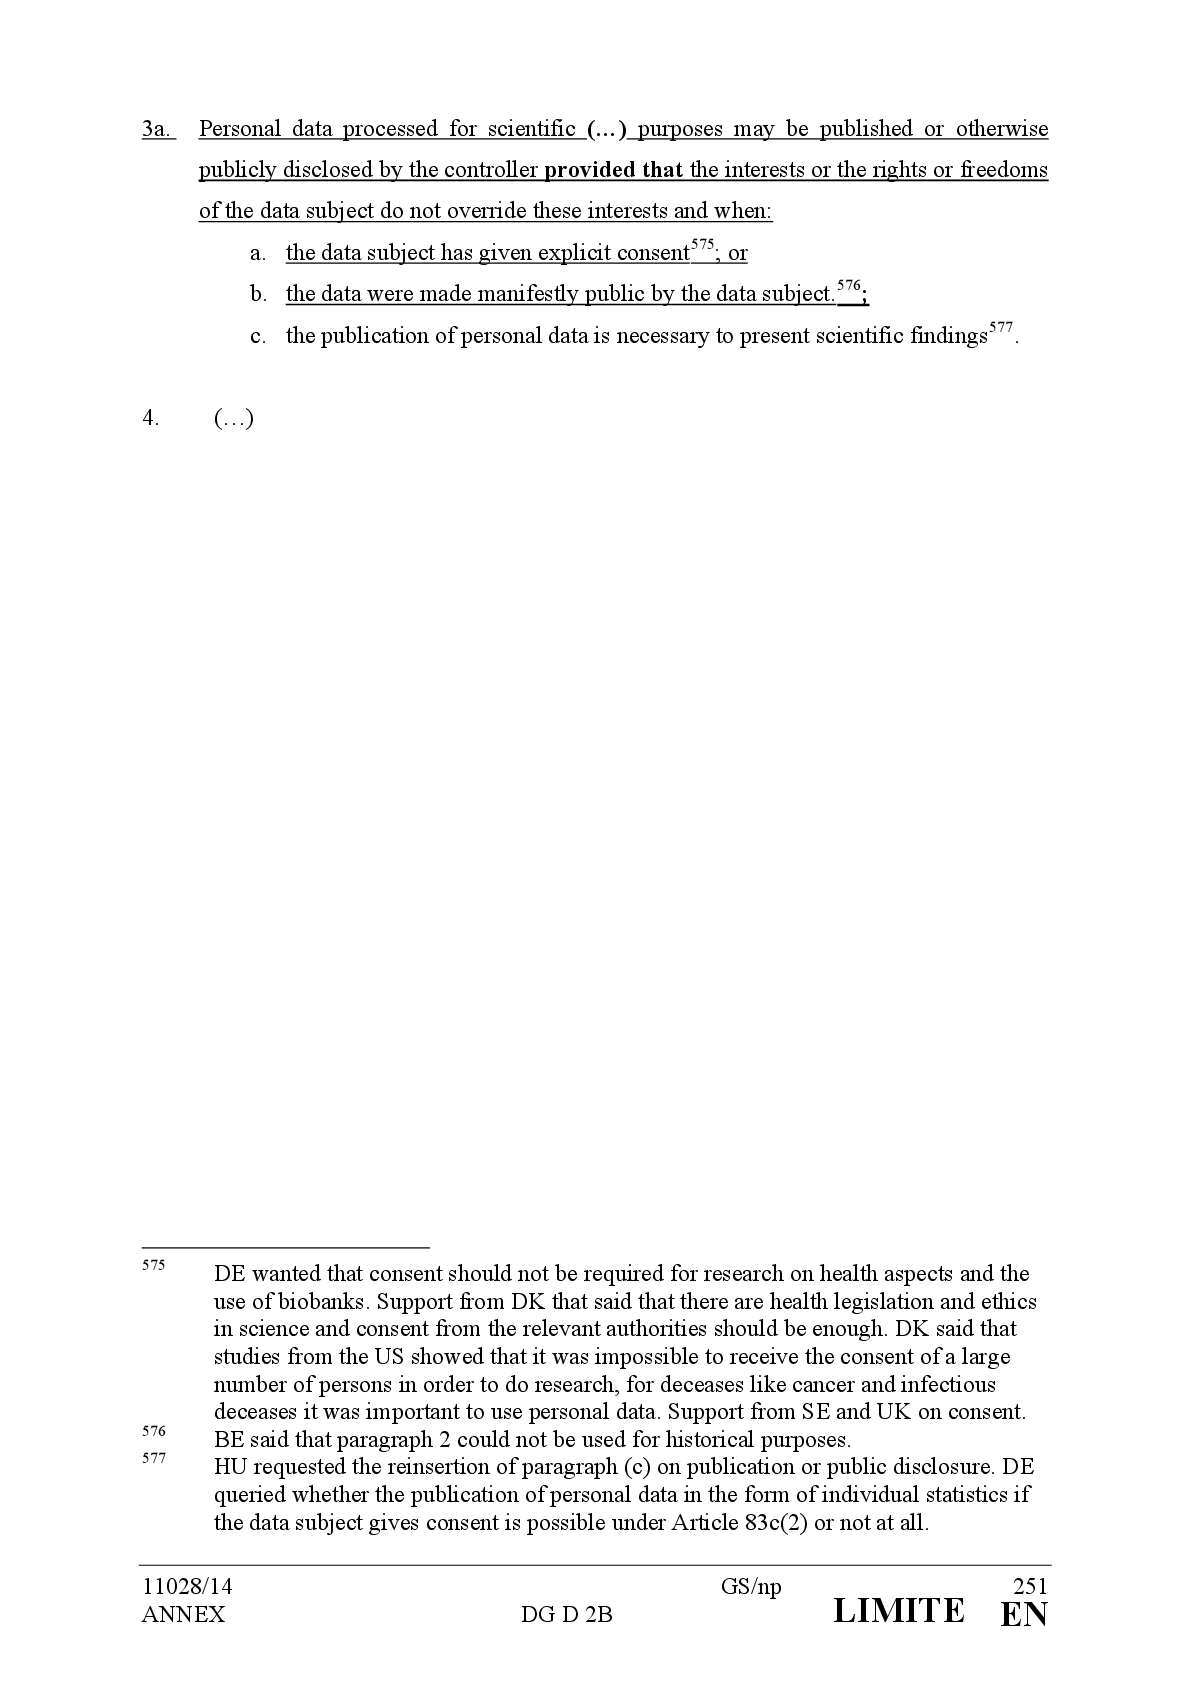 3a. Personal data processed for scientific (…) purposes may be published or otherwise
publicly disclosed by the controller provided that the interests or the rights or freedoms
of the data subject do not override these interests and when:
a. the data subject has given explicit consent575; or
b. the data were made manifestly public by the data subject.576;
c. the publication of personal data is necessary to present scientific findings577.
4. (…)
575 DE wanted that consent should not be required for research on health aspects and the
use of biobanks. Support from DK that said that there are health legislation and ethics
in science and consent from the relevant authorities should be enough. DK said that
studies from the US showed that it was impossible to receive the consent of a large
number of persons in order to do research, for deceases like cancer and infectious
deceases it was important to use personal data. Support from SE and UK on consent.
576 BE said that paragraph 2 could not be used for historical purposes.
577 HU requested the reinsertion of paragraph (c) on publication or public disclosure. DE
queried whether the publication of personal data in the form of individual statistics if
the data subject gives consent is possible under Article 83c(2) or not at all.
11028/14 GS/np 251
ANNEX DG D 2B LIMITE EN